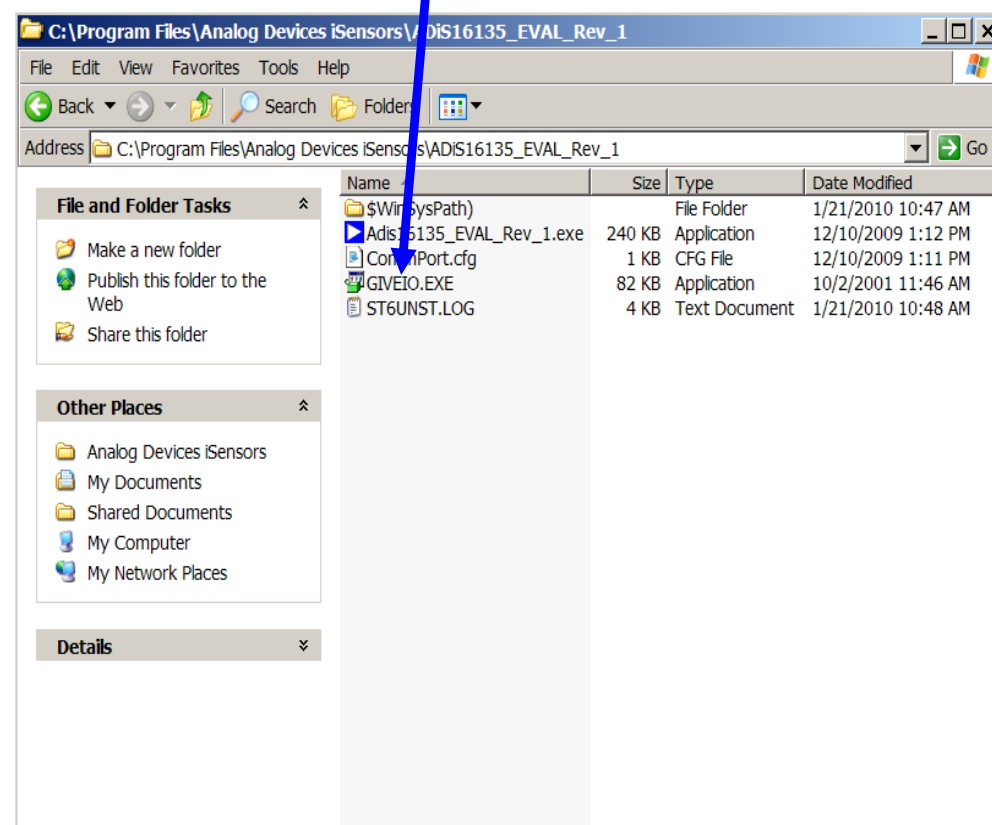 C:\Program Files\Analog Devices iSensors\ADiS16135_EVAL_Rev_1
File Edit View Favorites Tools Help
Back Search Folders
Address C:\Program Files\Analog Devices iSensors\ADiS16135_EVAL_Rev_1 Go
Name Size Type Date Modified
$WinSysPath) File Folder 1/21/2010 10:47 AM
Adis16135_EVAL_Rev_1.exe 240 KB Application 12/10/2009 1:12 PM
CommPort.cfg 1 KB CFG File 12/10/2009 1:11 PM
GIVEIO.EXE 82 KB Application 10/2/2001 11:46 AM
ST6UNST.LOG 4 KB Text Document 1/21/2010 10:48 AM
File and Folder Tasks
Make a new folder
Publish this folder to the
Web
Share this folder
Other Places
Analog Devices iSensors
My Documents
Shared Documents
My Computer
My Network Places
Details